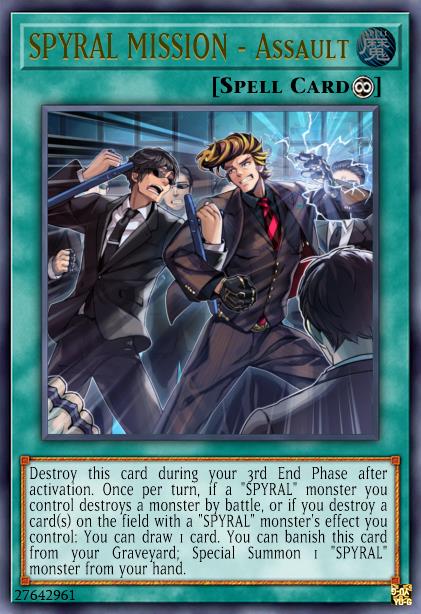 SPYRAL MISSION - Assault
魔
[Spell Card]
Destroy this card during your 3rd End Phase after
activation. Once per turn, if a "SPYRAL" monster you
control destroys a monster by battle, or if you destroy a
card(s) on the field with a "SPYRAL" monster's effect you
control: You can draw 1 card. You can banish this card
from your Graveyard; Special Summon 1 "SPYRAL"
monster from your hand.
27642961